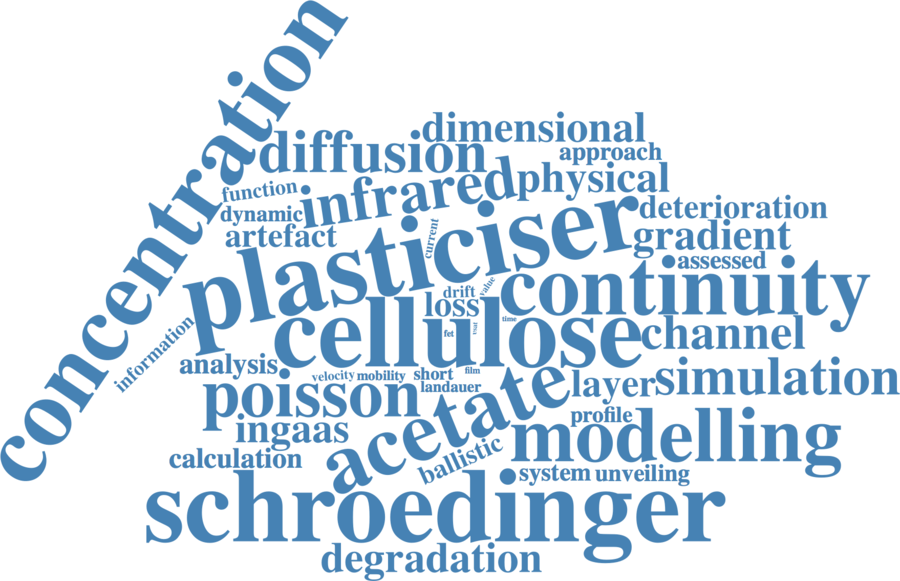 concentration
dimensional
diffusion
approach
infrared
physical
function
dynamic
artefact
current
plasticiser
deterioration
gradient
assessed
continuity
value
drift
loss
cellulose
time
fet
channel
information
analysis
velocity
mobility
short
film
landauer
poisson
acetate
layer
simulation
profile
ingaas
modelling
calculation
ballistic
system
unveiling
schroedinger
degradation